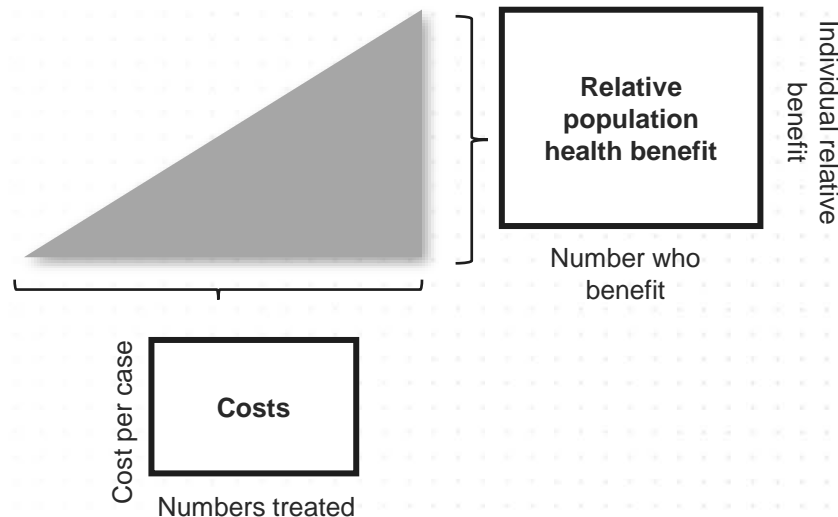 Relative
population
health benefit
Individual relative
benefit
Number who
benefit
Cost per case
Costs
Numbers treated